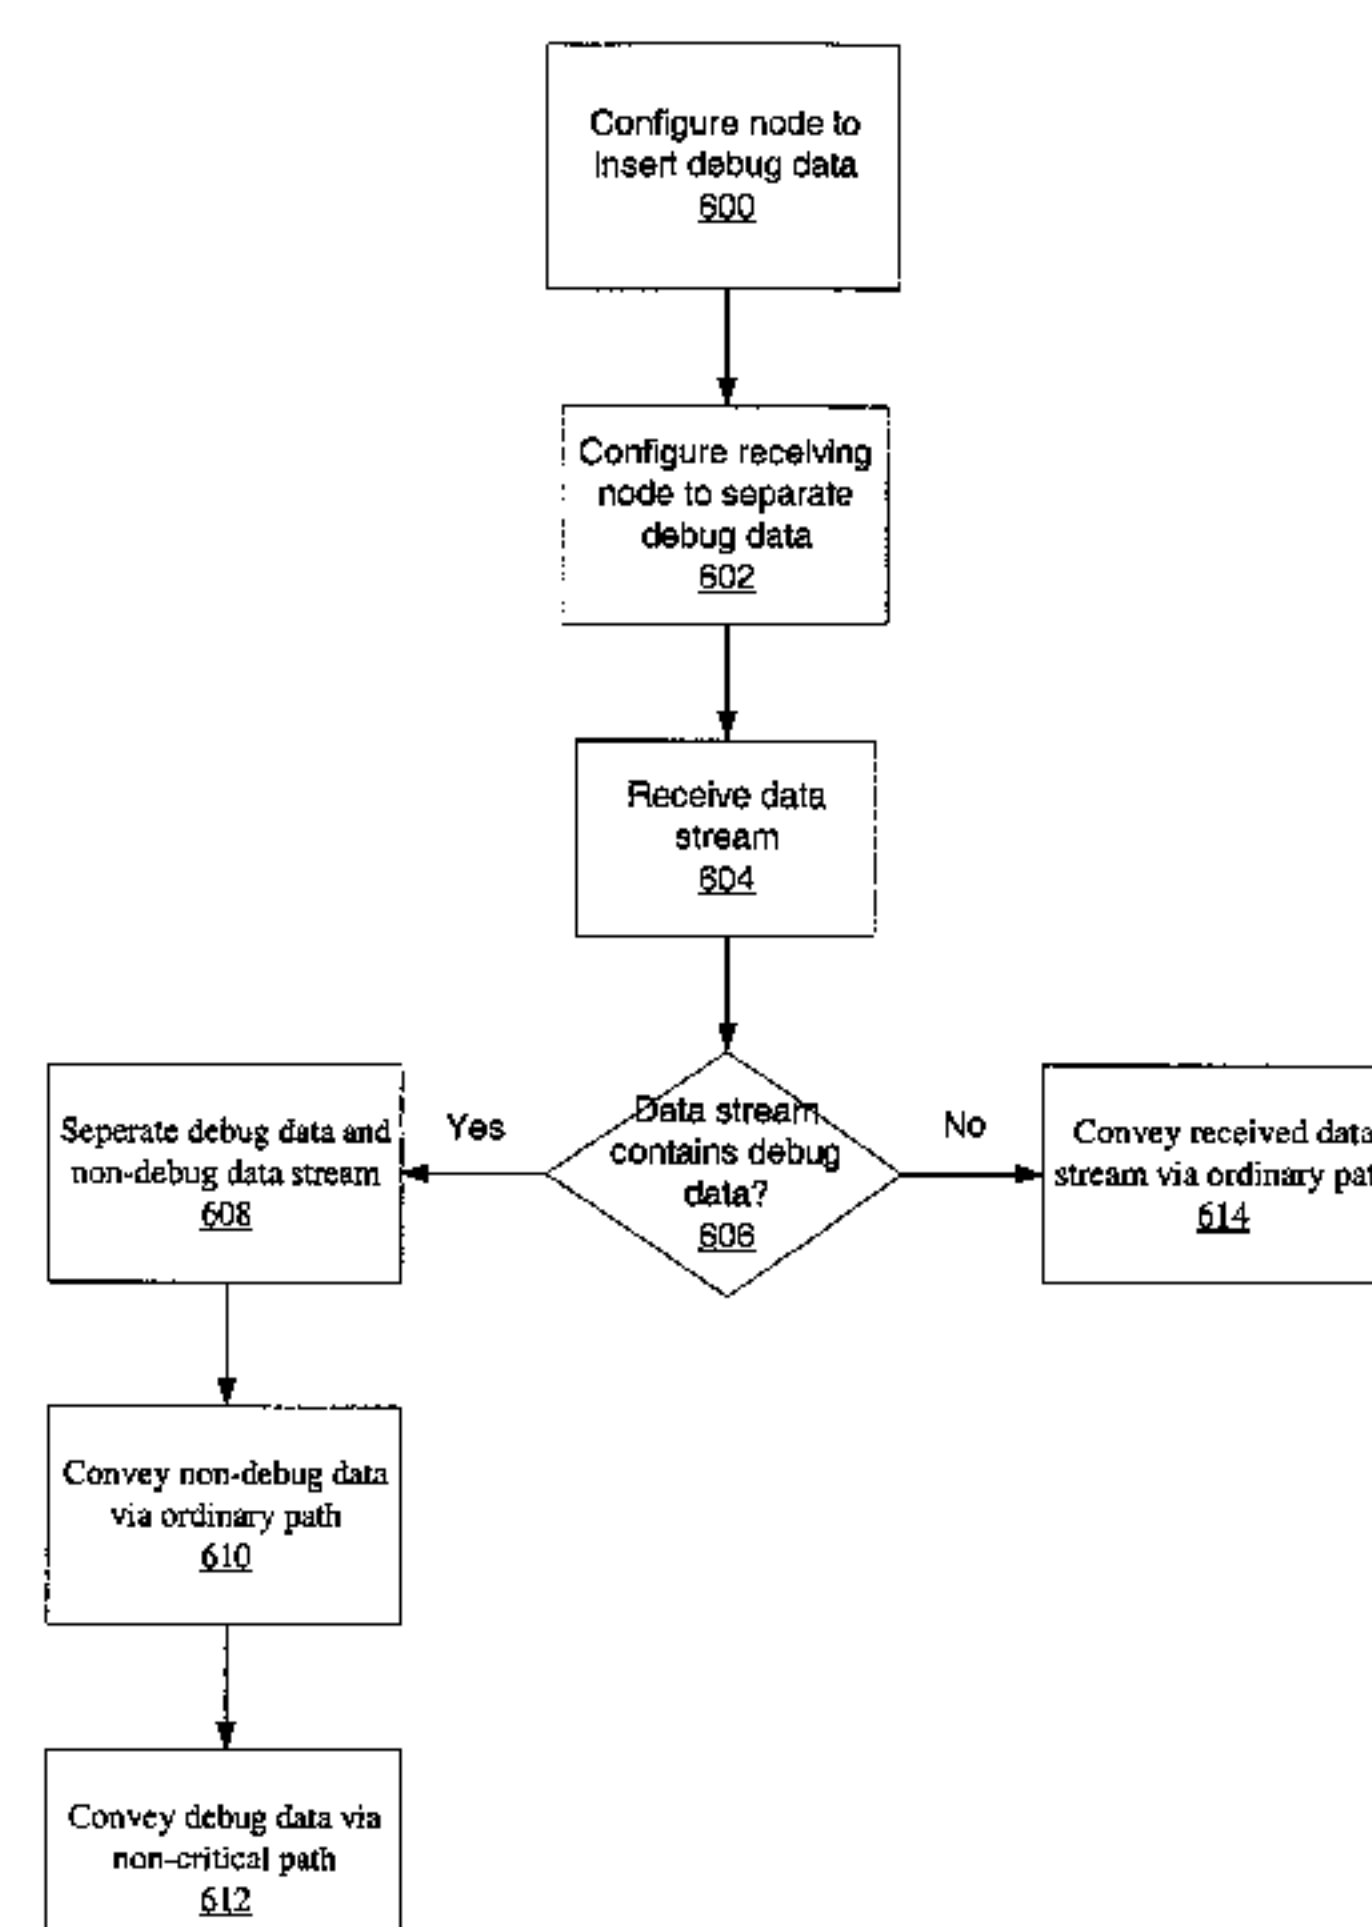 Configure node to
Insert debug data
600
Configure receiving
node to separate
debug data
602
Receive data
stream
604
Data stream
contains debug
data?
606
Yes
No
Seperate debug data and
non-debug data stream
608
Convey received data
stream via ordinary
614
Convey non-debug data
via ordinary path
610
Convey debug data via
non-critical path
612